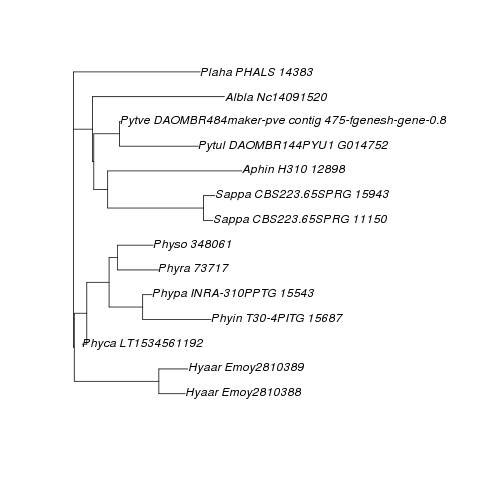 Plaha PHALS 14383
Albla Nc14091520
Pytve DAOMBR484maker-pve contig 475-fgenesh-gene-0.8
Pytul DAOMBR144PYU1 G014752
Aphin H310 12898
Sappa CBS223.65SPRG 15943
Sappa CBS223.65SPRG 11150
Physo 348061
Phyra 73717
Phypa INRA-310PPTG 15543
Phyin T30-4PITG 15687
Phyca LT1534561192
Hyaar Emoy2810389
Hyaar Emoy2810388